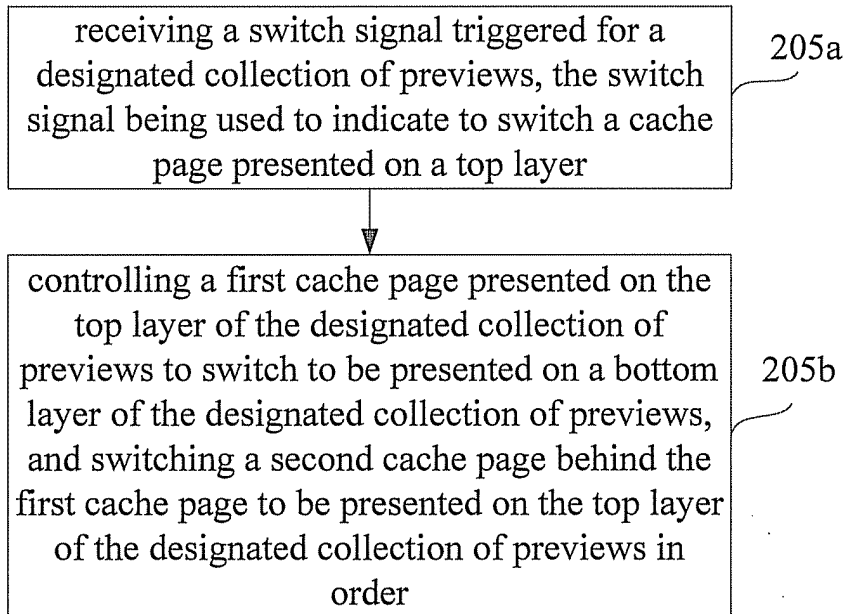 receiving a switch signal triggered for a
designated collection of previews, the switch
signal being used to indicate to switch a cache
page presented on a top layer
205a
controlling a first cache page presented on the
top layer of the designated collection of
previews to switch to be presented on a bottom
layer of the designated collection of previews,
and switching a second cache page behind the
first cache page to be presented on the top layer
of the designated collection of previews in
order
205b